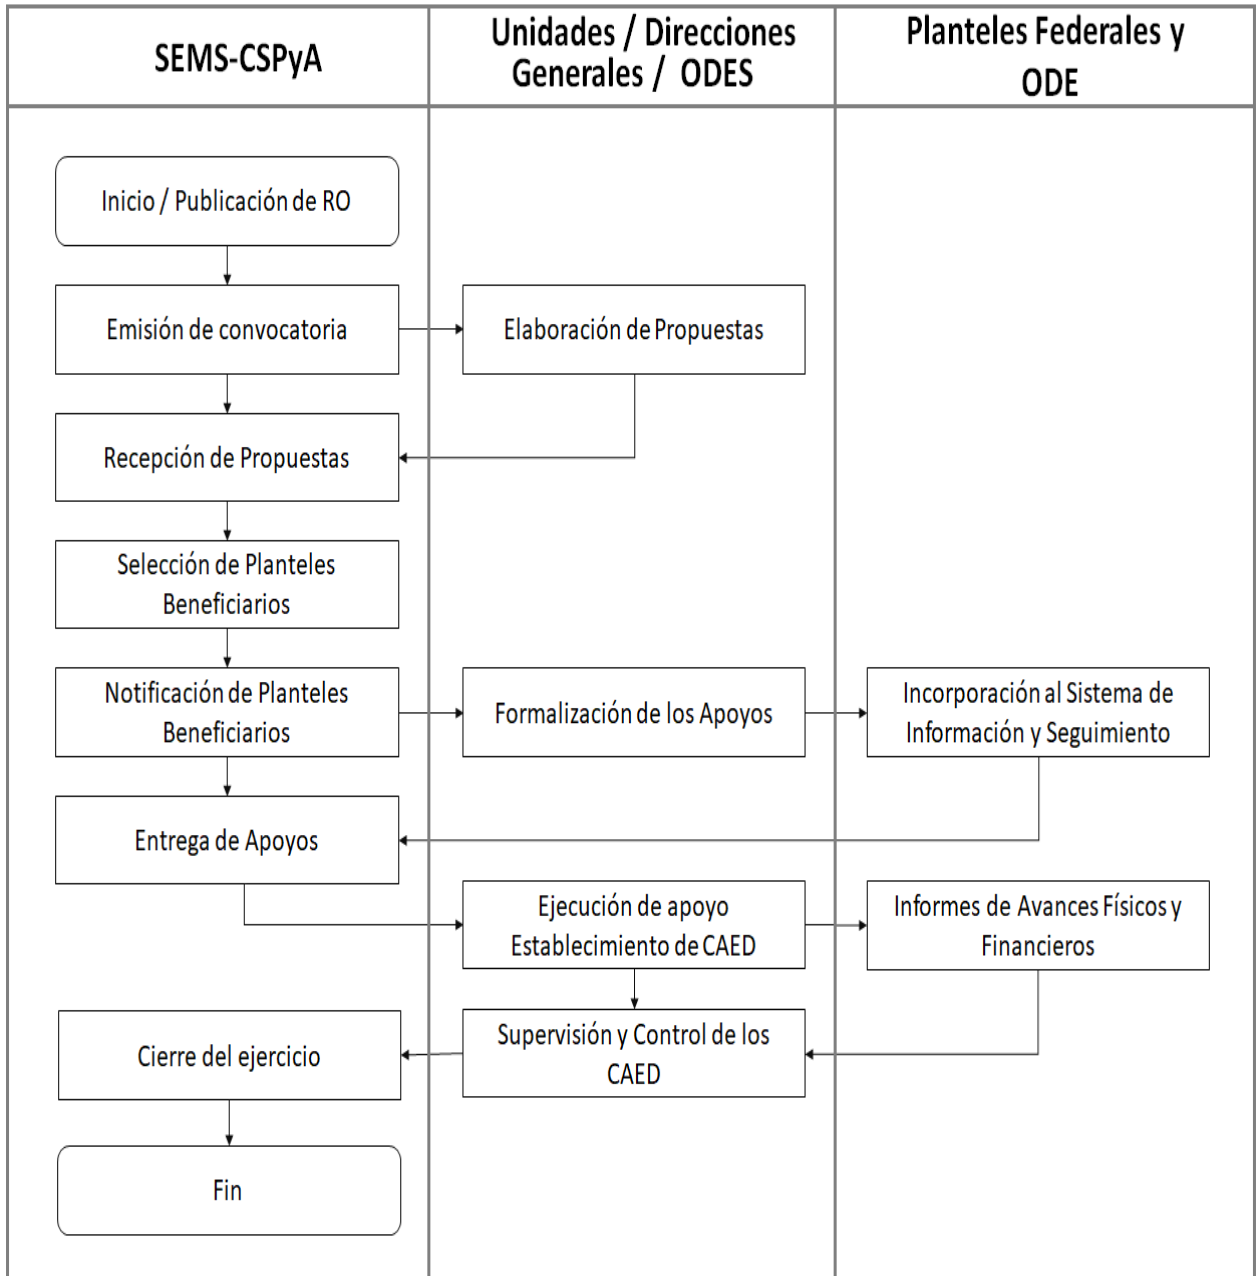 SEMS-CSPyA
Unidades / Direcciones
Generales / ODES
Planteles Federales y
ODE
Inicio / Publicación de RO
Emisión de convocatoria
Elaboración de Propuestas
Recepción de Propuestas
Selección de Planteles
Beneficiarios
Notificación de Planteles
Beneficiarios
Formalización de los Apoyos
Incorporación al Sistema de
Información y Seguimiento
Entrega de Apoyos
Ejecución de apoyo
Establecimiento de CAED
Informes de Avances Físicos y
Financieros
Supervisión y Control de los
CAED
Cierre del ejercicio
Fin